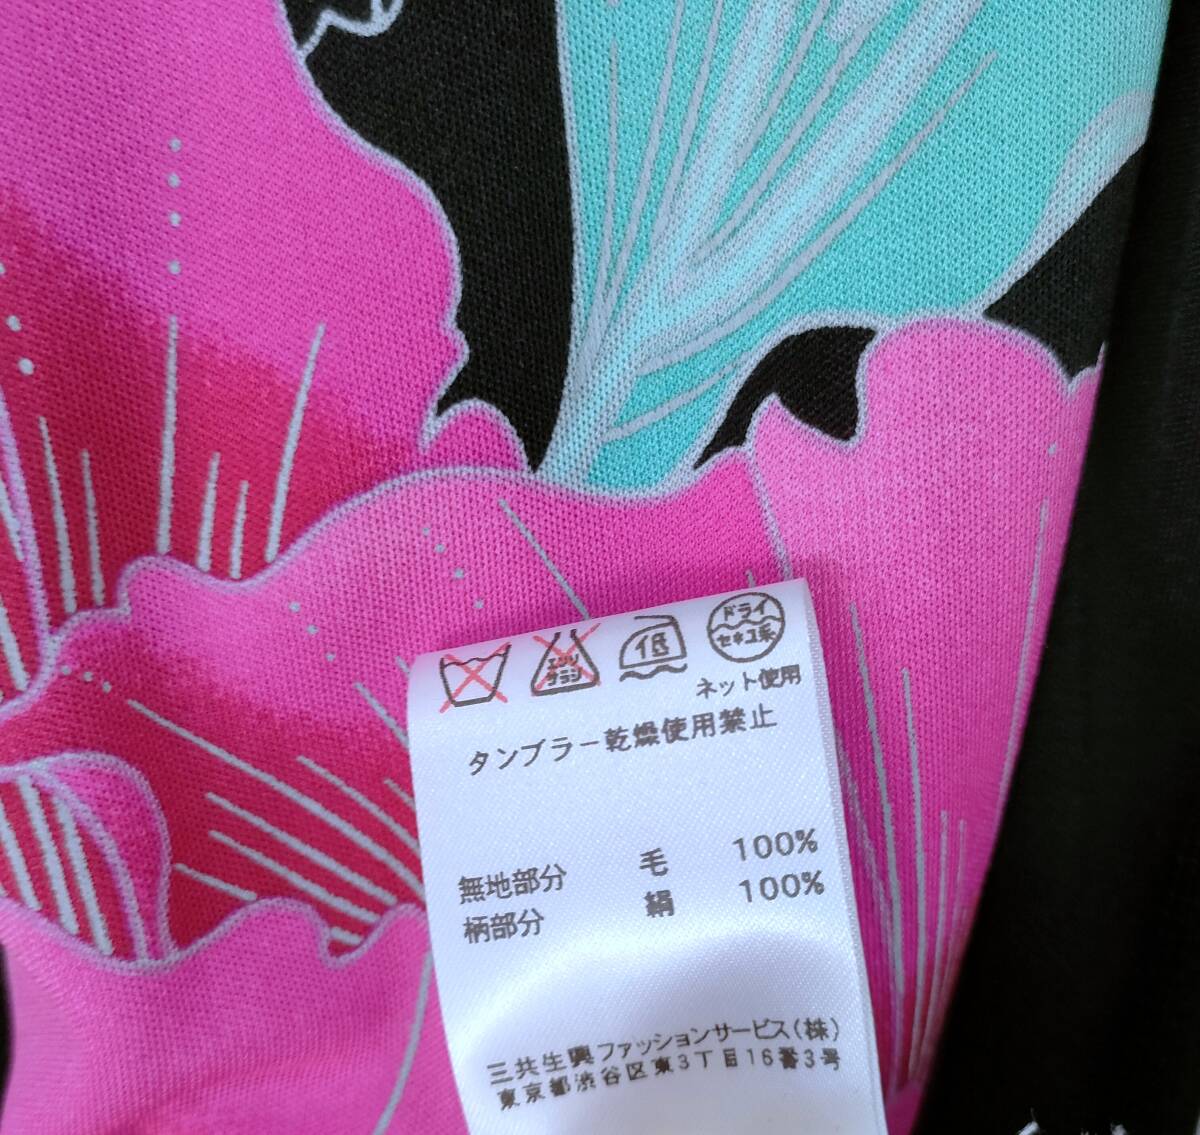 エンソ
サラシ
低
ドライ
セキユ系
ネット使用
タンブラー乾燥使用禁止
無地部分 毛 100%
柄部分 絹 100%
三共生興ファッションサービス(株)
東京都渋谷区東3丁目16番3号